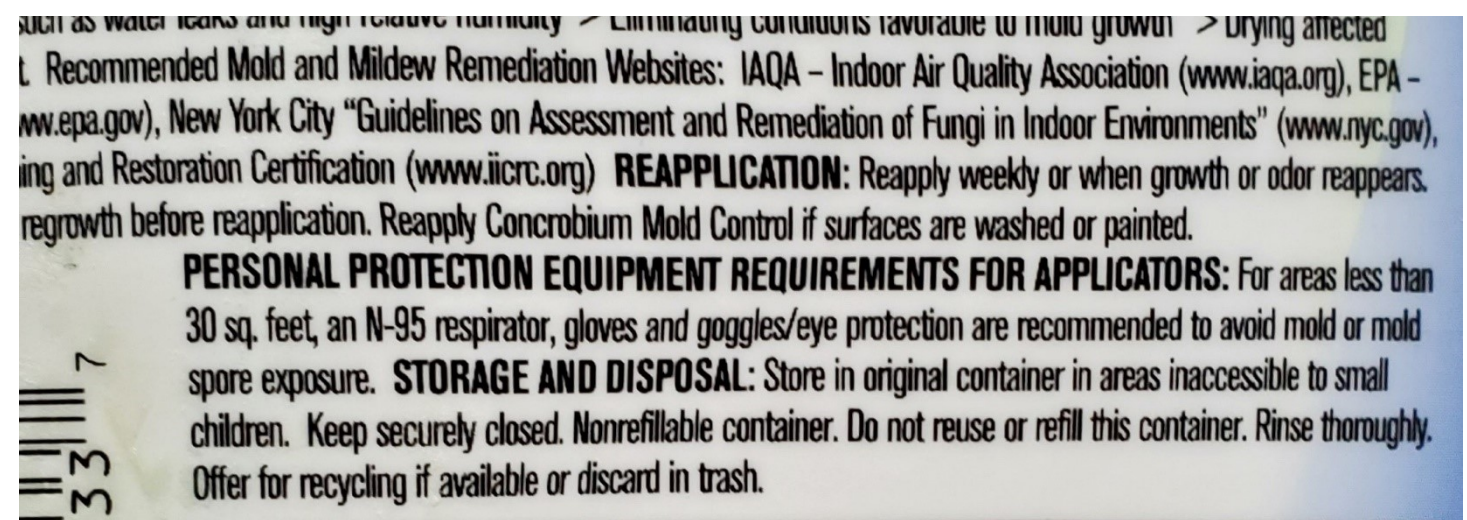 such as water leaks and high relative humidity > Eliminating conditions favorable to mold growth > Drying affected
t. Recommended Mold and Mildew Remediation Websites: IAQA – Indoor Air Quality Association (www.iaqa.org), EPA –
ww.epa.gov), New York City “Guidelines on Assessment and Remediation of Fungi in Indoor Environments” (www.nyc.gov),
ing and Restoration Certification (www.iicrc.org) REAPPLICATION: Reapply weekly or when growth or odor reappears.
regrowth before reapplication. Reapply Concrobium Mold Control if surfaces are washed or painted.
PERSONAL PROTECTION EQUIPMENT REQUIREMENTS FOR APPLICATORS: For areas less than
30 sq. feet, an N-95 respirator, gloves and goggles/eye protection are recommended to avoid mold or mold
spore exposure. STORAGE AND DISPOSAL: Store in original container in areas inaccessible to small
children. Keep securely closed. Nonrefillable container. Do not reuse or refill this container. Rinse thoroughly.
Offer for recycling if available or discard in trash.
33 7